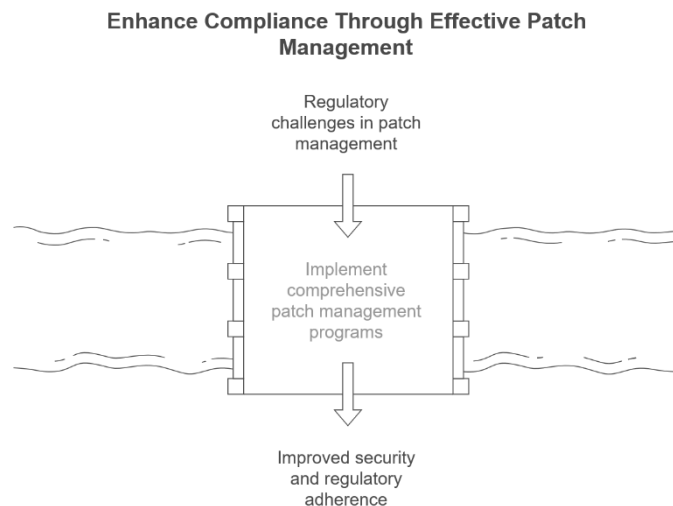 Enhance Compliance Through Effective Patch
Management
Regulatory
challenges in patch
management
Implement
comprehensive
patch management
programs
Improved security
and regulatory
adherence